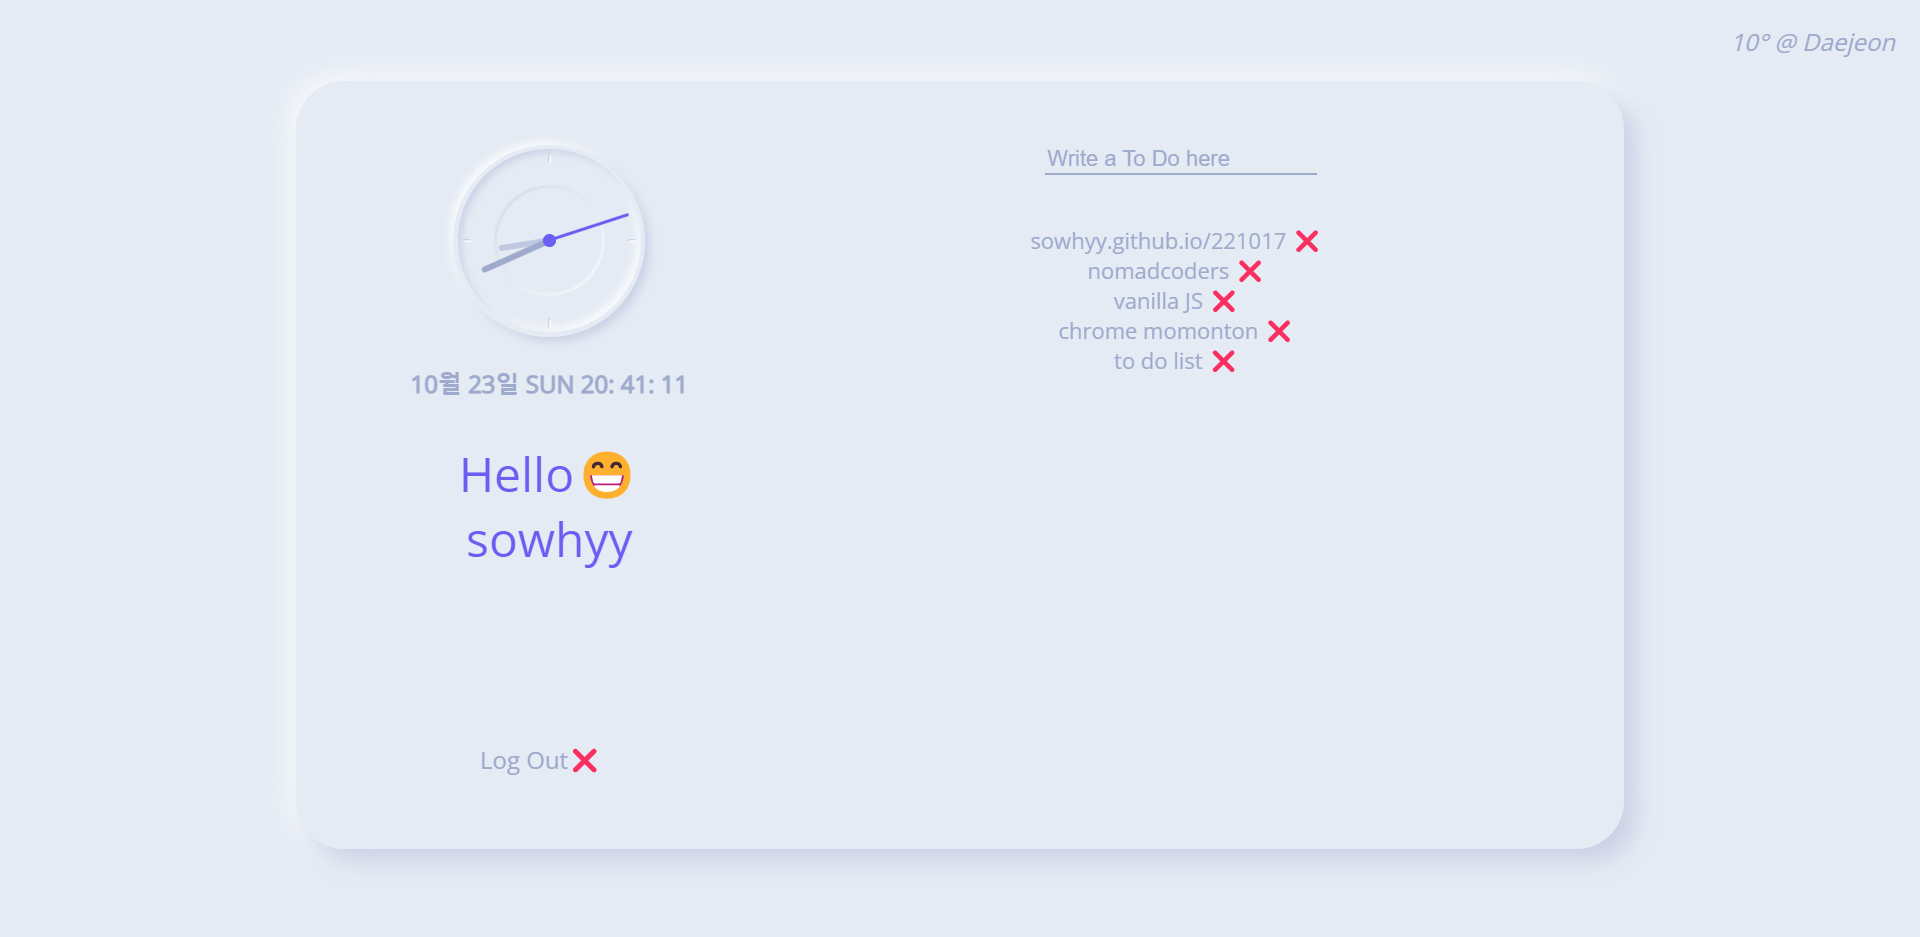 10° @ Daejeon
10월 23일 SUN 20: 41: 11
Hello 😁
sowhyy
Log Out ❌
Write a To Do here
sowhyy.github.io/221017 ❌
nomadcoders ❌
vanilla JS ❌
chrome momonton ❌
to do list ❌